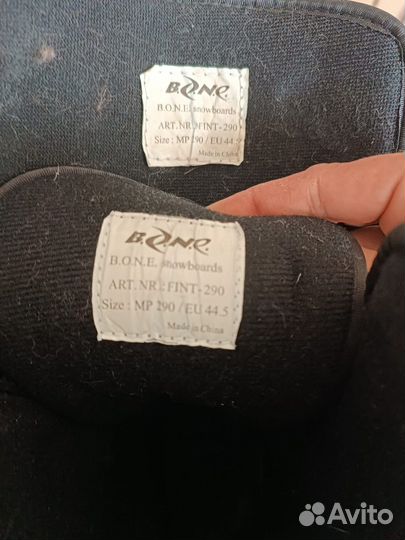 B.O.N.E.
B.O.N.E. snowboards
ART.NR.:FINT-290
Size : MP 290 / EU 44.5
Made in China
B.O.N.E.
B.O.N.E. snowboards
ART.NR.:FINT-290
Size : MP 290 / EU 44.5
Made in China
Avito